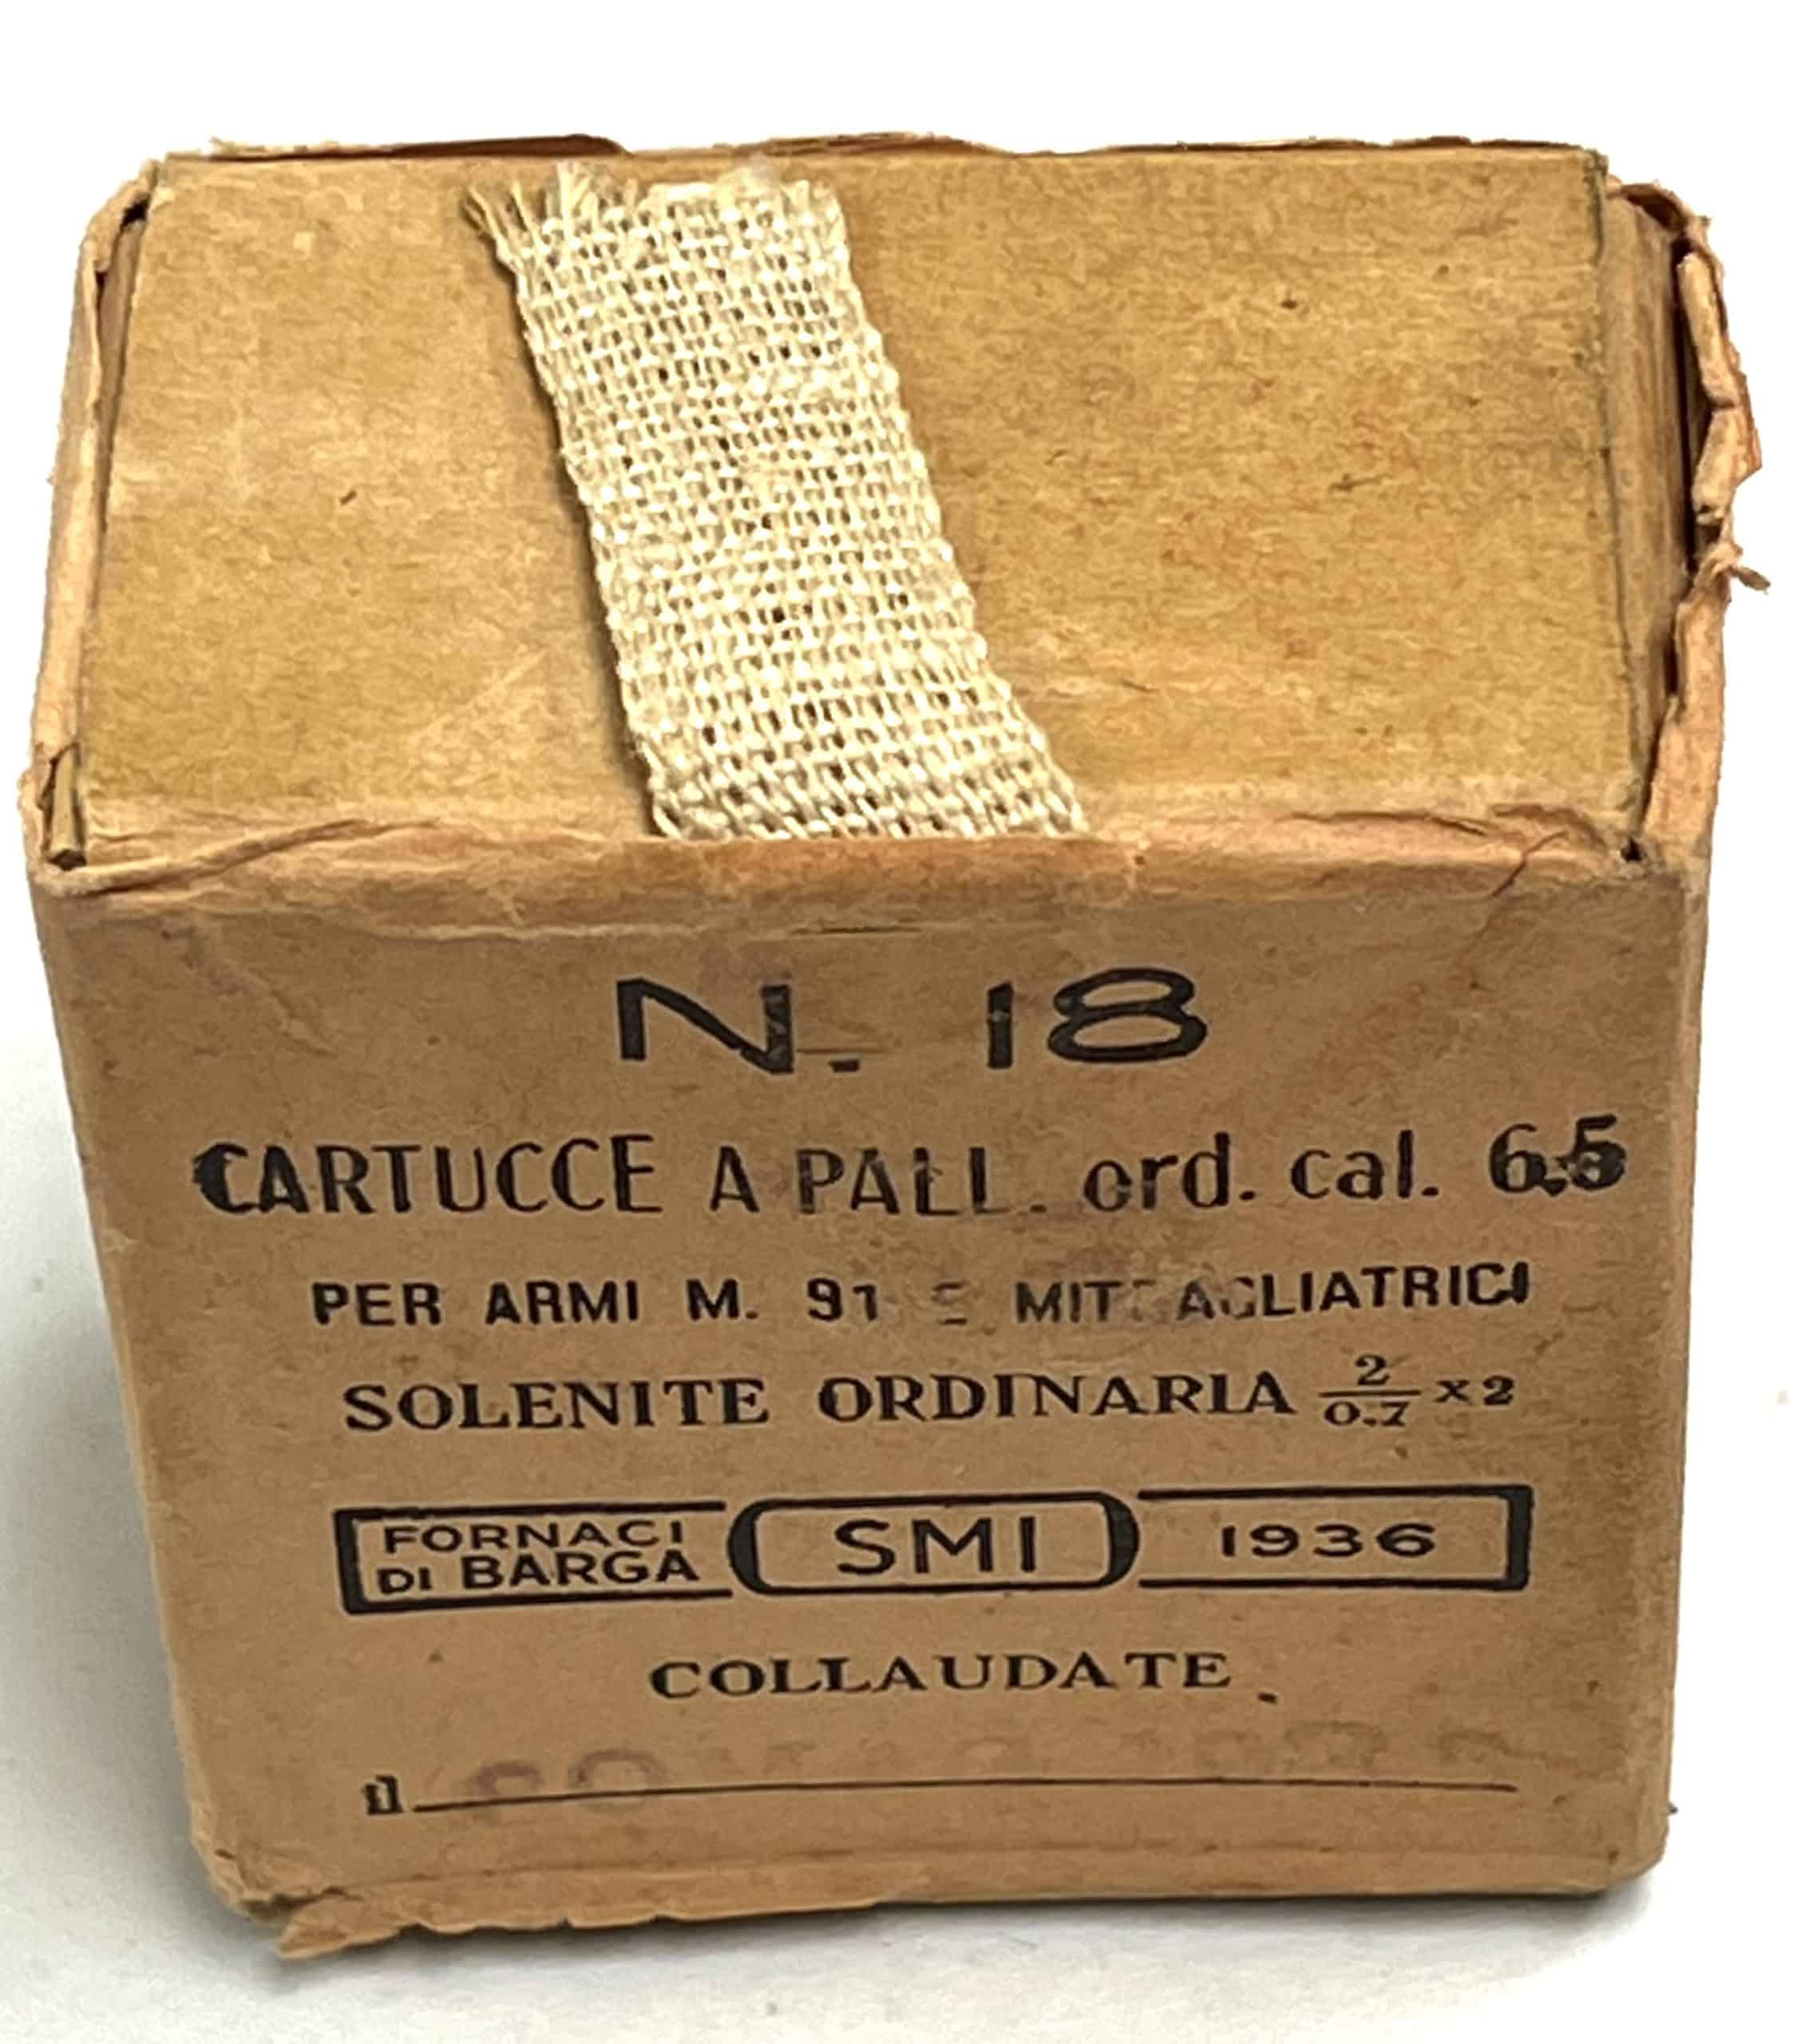 N. 18
CARTUCCE A PALL. ord. cal. 6,5
PER ARMI M. 91 E MITRAGLIATRICI
SOLENITE ORDINARIA 2/0.7 x 2
FORNACI
DI BARGA
SMI
1936
COLLAUDATE
il